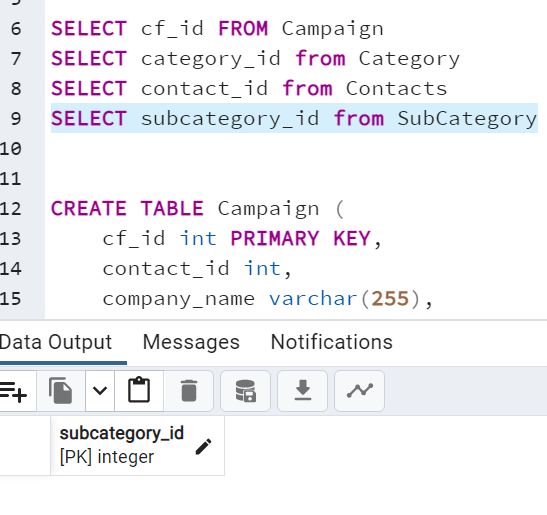 6 SELECT cf_id FROM Campaign
7 SELECT category_id from Category
8 SELECT contact_id from Contacts
9 SELECT subcategory_id from SubCategory
10
11
12 CREATE TABLE Campaign (
13 cf_id int PRIMARY KEY,
14 contact_id int,
15 company_name varchar(255),
Data Output Messages Notifications
subcategory_id
[PK] integer